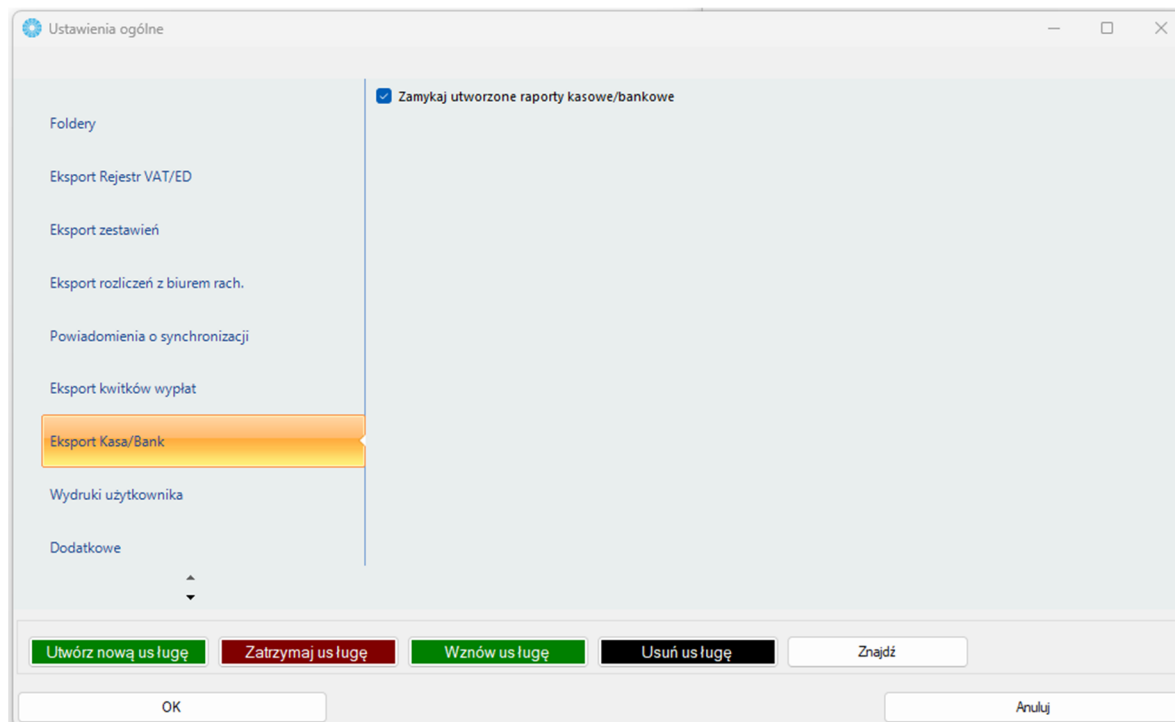 Ustawienia ogólne
Zamykaj utworzone raporty kasowe/bankowe
Foldery
Eksport Rejestr VAT/ED
Eksport zestawień
Eksport rozliczeń z biurem rach.
Powiadomienia o synchronizacji
Eksport kwitków wypłat
Eksport Kasa/Bank
Wydruki użytkownika
Dodatkowe
Utwórz nową usługę Zatrzymaj usługę Wznów usługę Usuń usługę Znajdź
OK Anuluj